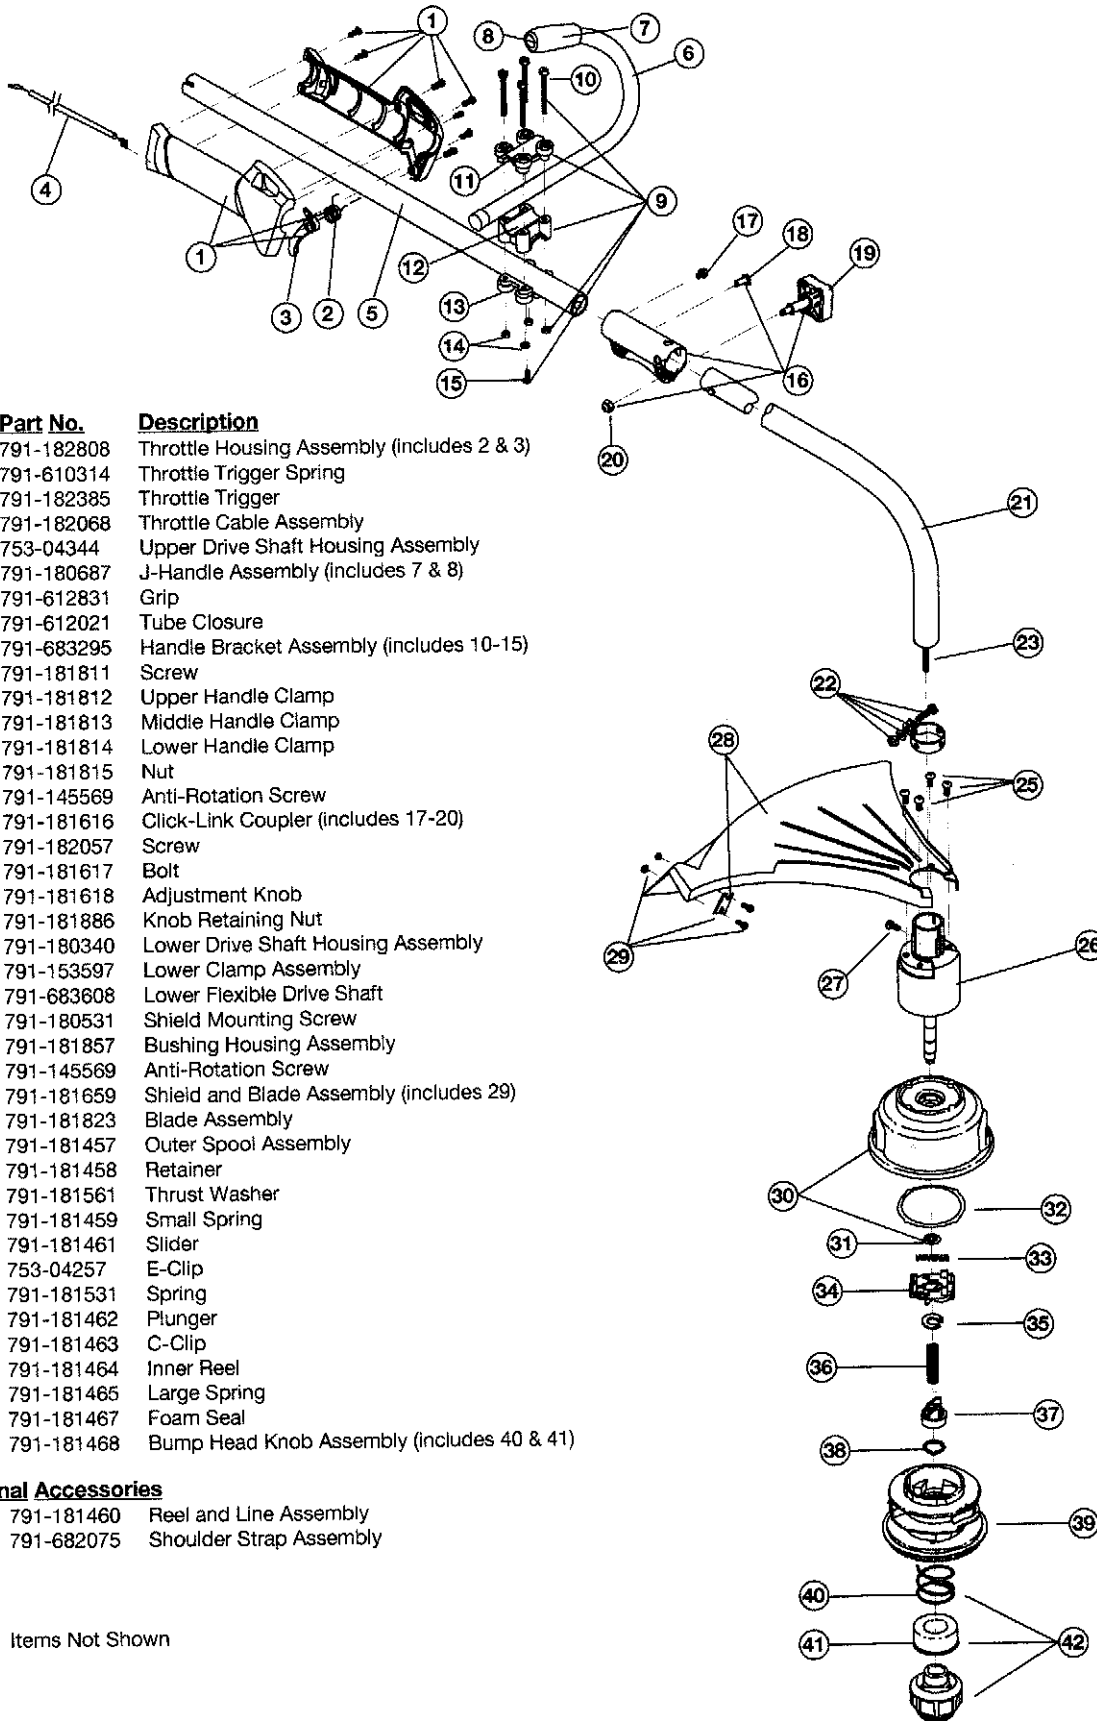 1
8
7
6
10
4
11
9
12
17
18
19
1
3
2
5
13
14
15
16
20
Part No. Description
791-182808 Throttle Housing Assembly (includes 2 & 3)
791-610314 Throttle Trigger Spring
791-182385 Throttle Trigger
791-182068 Throttle Cable Assembly
753-04344 Upper Drive Shaft Housing Assembly
791-180687 J-Handle Assembly (includes 7 & 8)
791-612831 Grip
791-612021 Tube Closure
791-683295 Handle Bracket Assembly (includes 10-15)
791-181811 Screw
791-181812 Upper Handle Clamp
791-181813 Middle Handle Clamp
791-181814 Lower Handle Clamp
791-181815 Nut
791-145569 Anti-Rotation Screw
791-181616 Click-Link Coupler (includes 17-20)
791-182057 Screw
791-181617 Bolt
791-181618 Adjustment Knob
791-181886 Knob Retaining Nut
791-180340 Lower Drive Shaft Housing Assembly
791-153597 Lower Clamp Assembly
791-683608 Lower Flexible Drive Shaft
791-180531 Shield Mounting Screw
791-181857 Bushing Housing Assembly
791-145569 Anti-Rotation Screw
791-181659 Shield and Blade Assembly (includes 29)
791-181823 Blade Assembly
791-181457 Outer Spool Assembly
791-181458 Retainer
791-181561 Thrust Washer
791-181459 Small Spring
791-181461 Slider
753-04257 E-Clip
791-181531 Spring
791-181462 Plunger
791-181463 C-Clip
791-181464 Inner Reel
791-181465 Large Spring
791-181467 Foam Seal
791-181468 Bump Head Knob Assembly (includes 40 & 41)
nal Accessories
791-181460 Reel and Line Assembly
791-682075 Shoulder Strap Assembly
Items Not Shown
21
23
22
28
25
29
27
26
30
32
31
33
34
35
36
37
38
39
40
41
42